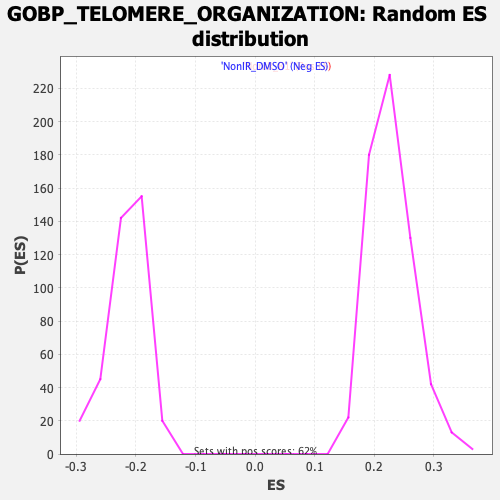 GOBP_TELOMERE_ORGANIZATION: Random ES
distribution
'NonIR_DMSO' (Neg ES))
220
200
180
160
140
120
100
80
60
40
20
0
P(ES)
Sets with pos scores: 62%
-0.3 -0.2 -0.1 0.0 0.1 0.2 0.3
ES